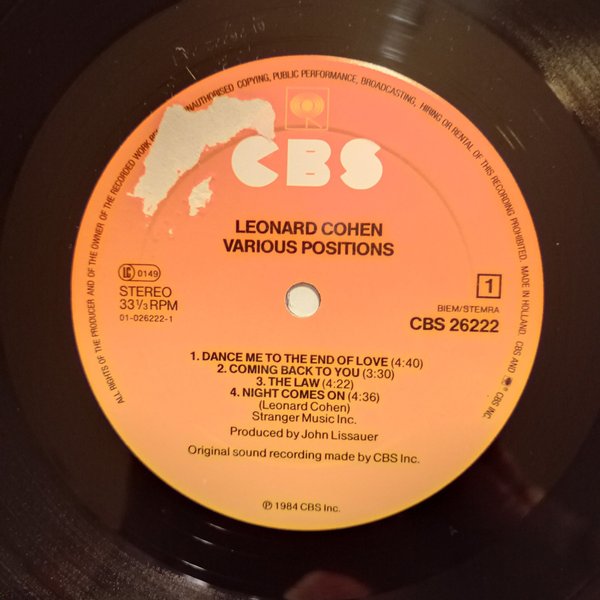 ALL RIGHTS OF THE PRODUCER AND OF THE OWNER OF THE RECORDED WORK UNAUTHORISED COPYING, PUBLIC PERFORMANCE, BROADCASTING, HIRING OR RENTAL OF THIS RECORDING PROHIBITED. MADE IN HOLLAND. CBS AND CBS INC.
CBS
LEONARD COHEN
VARIOUS POSITIONS
LC 0149
STEREO
33⅓ RPM
01-026222-1
1
BIEM/STEMRA
CBS 26222
1. DANCE ME TO THE END OF LOVE (4:40)
2. COMING BACK TO YOU (3:30)
3. THE LAW (4:22)
4. NIGHT COMES ON (4:36)
(Leonard Cohen)
Stranger Music Inc.
Produced by John Lissauer
Original sound recording made by CBS Inc.
℗ 1984 CBS Inc.